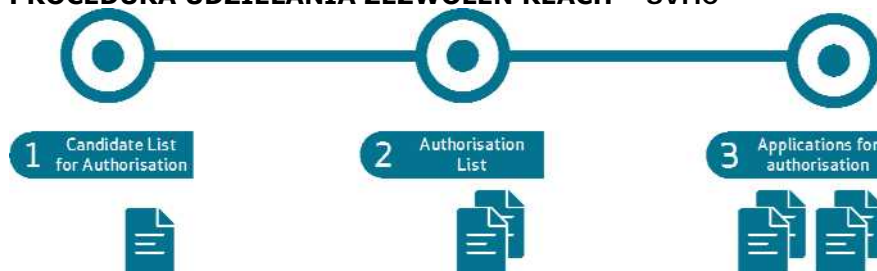 PROCEDURA UDZIELANIA ZEZWOLEŃ REACH – SVHC
1 Candidate List
for Authorisation
2 Authorisation
List
3 Applications for
authorisation